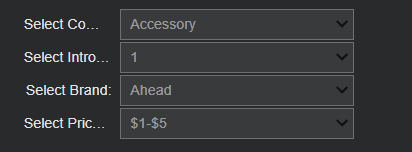 Select Co... Accessory
Select Intro... 1
Select Brand: Ahead
Select Pric... $1-$5